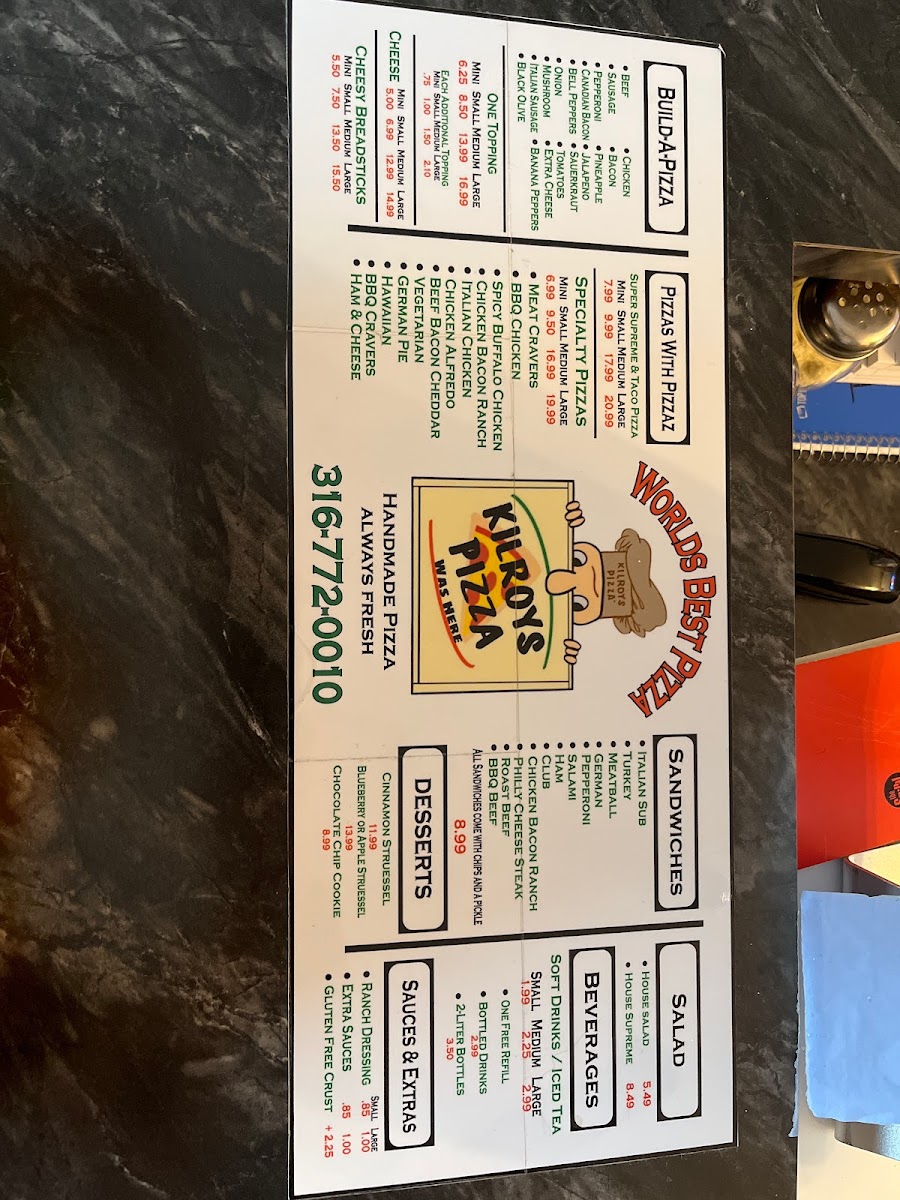 BUILD-A-PIZZA
• BEEF • CHICKEN
• SAUSAGE • BACON
• PEPPERONI • PINEAPPLE
• CANADIAN BACON • JALAPENO
• BELL PEPPERS • SAUERKRAUT
• ONION • TOMATOES
• MUSHROOM • EXTRA CHEESE
• ITALIAN SAUSAGE • BANANA PEPPERS
• BLACK OLIVE
ONE TOPPING
MINI SMALL MEDIUM LARGE
6.25 8.50 13.99 16.99
EACH ADDITIONAL TOPPING
MINI SMALL MEDIUM LARGE
.75 1.00 1.50 2.10
CHEESE MINI SMALL MEDIUM LARGE
5.00 6.99 12.99 14.99
CHEESY BREADSTICKS
MINI SMALL MEDIUM LARGE
5.50 7.50 13.50 15.50
PIZZAS WITH PIZZAZ
SUPER SUPREME & TACO PIZZA
MINI SMALL MEDIUM LARGE
7.99 9.99 17.99 20.99
SPECIALTY PIZZAS
MINI SMALL MEDIUM LARGE
6.99 9.50 16.99 19.99
• MEAT CRAVERS
• BBQ CHICKEN
• SPICY BUFFALO CHICKEN
• CHICKEN BACON RANCH
• ITALIAN CHICKEN
• CHICKEN ALFREDO
• BEEF BACON CHEDDAR
• VEGETARIAN
• GERMAN PIE
• HAWAIIAN
• BBQ CRAVERS
• HAM & CHEESE
WORLDS BEST PIZZA
KILROY'S
PIZZA
KILROYS
PIZZA
WAS HERE
HANDMADE PIZZA
ALWAYS FRESH
316-772-0010
SANDWICHES
• ITALIAN SUB
• TURKEY
• MEATBALL
• GERMAN
• PEPPERONI
• SALAMI
• HAM
• CLUB
• CHICKEN BACON RANCH
• PHILLY CHEESE STEAK
• ROAST BEEF
• BBQ BEEF
ALL SANDWICHES COME WITH CHIPS AND A PICKLE
8.99
DESSERTS
CINNAMON STRUESSEL
11.99
BLUEBERRY OR APPLE STRUESSEL
13.99
CHOCOLATE CHIP COOKIE
8.99
SALAD
• HOUSE SALAD 5.49
• HOUSE SUPREME 8.49
BEVERAGES
SOFT DRINKS / ICED TEA
SMALL MEDIUM LARGE
1.99 2.25 2.99
• ONE FREE REFILL
• BOTTLED DRINKS
2.99
• 2-LITER BOTTLES
3.50
SAUCES & EXTRAS
SMALL LARGE
• RANCH DRESSING .85 1.00
• EXTRA SAUCES .85 1.00
• GLUTEN FREE CRUST + 2.25